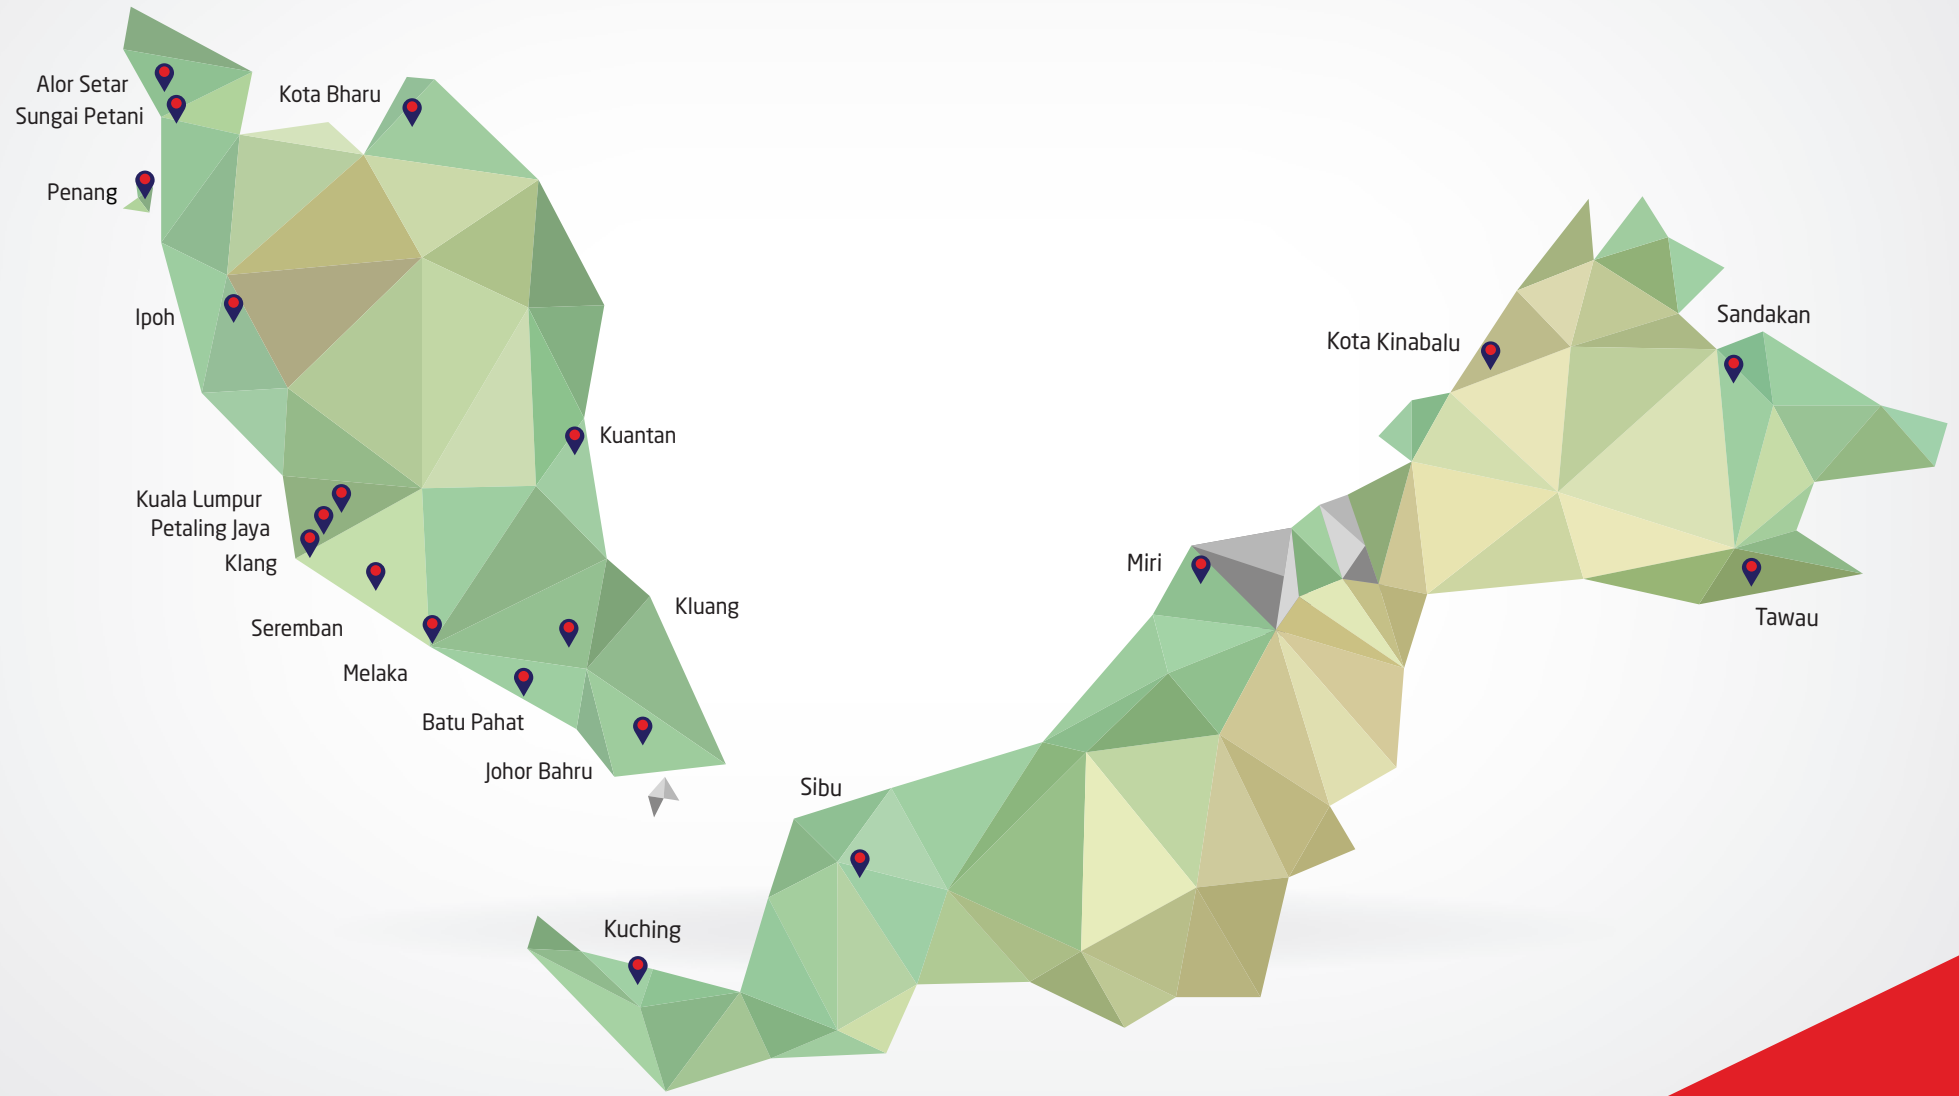 Alor Setar
Sungai Petani
Kota Bharu
Penang
Ipoh
Kuantan
Kuala Lumpur
Petaling Jaya
Klang
Seremban
Kluang
Melaka
Batu Pahat
Johor Bahru
Kota Kinabalu
Sandakan
Miri
Tawau
Sibu
Kuching